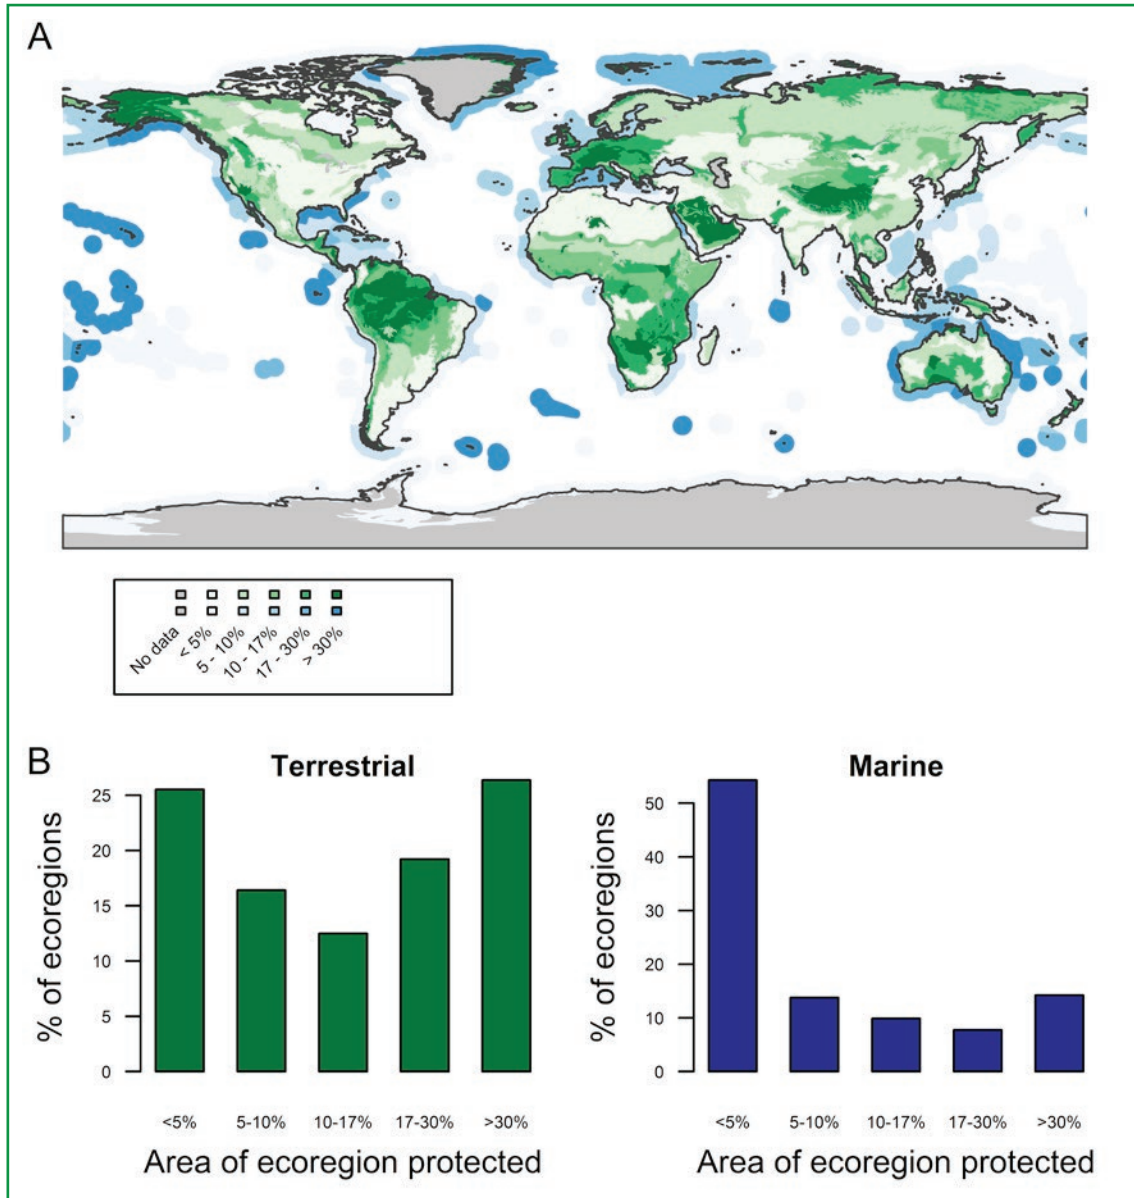 A
No data
< 5%
5 - 10%
10 - 17%
17 - 30%
> 30%
B
Terrestrial
% of ecoregions
25
20
15
10
5
0
<5%
5-10%
10-17%
17-30%
>30%
Area of ecoregion protected
Marine
% of ecoregions
50
40
30
20
10
0
<5%
5-10%
10-17%
17-30%
>30%
Area of ecoregion protected